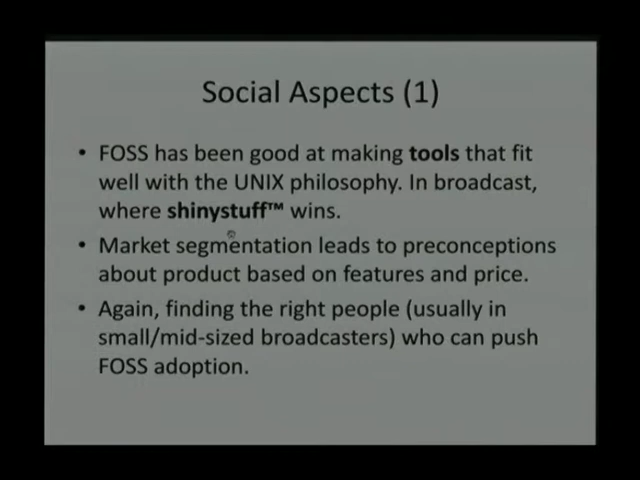 Social Aspects (1)
• FOSS has been good at making tools that fit
well with the UNIX philosophy. In broadcast,
where shinystuff™ wins.
• Market segmentation leads to preconceptions
about product based on features and price.
• Again, finding the right people (usually in
small/mid-sized broadcasters) who can push
FOSS adoption.